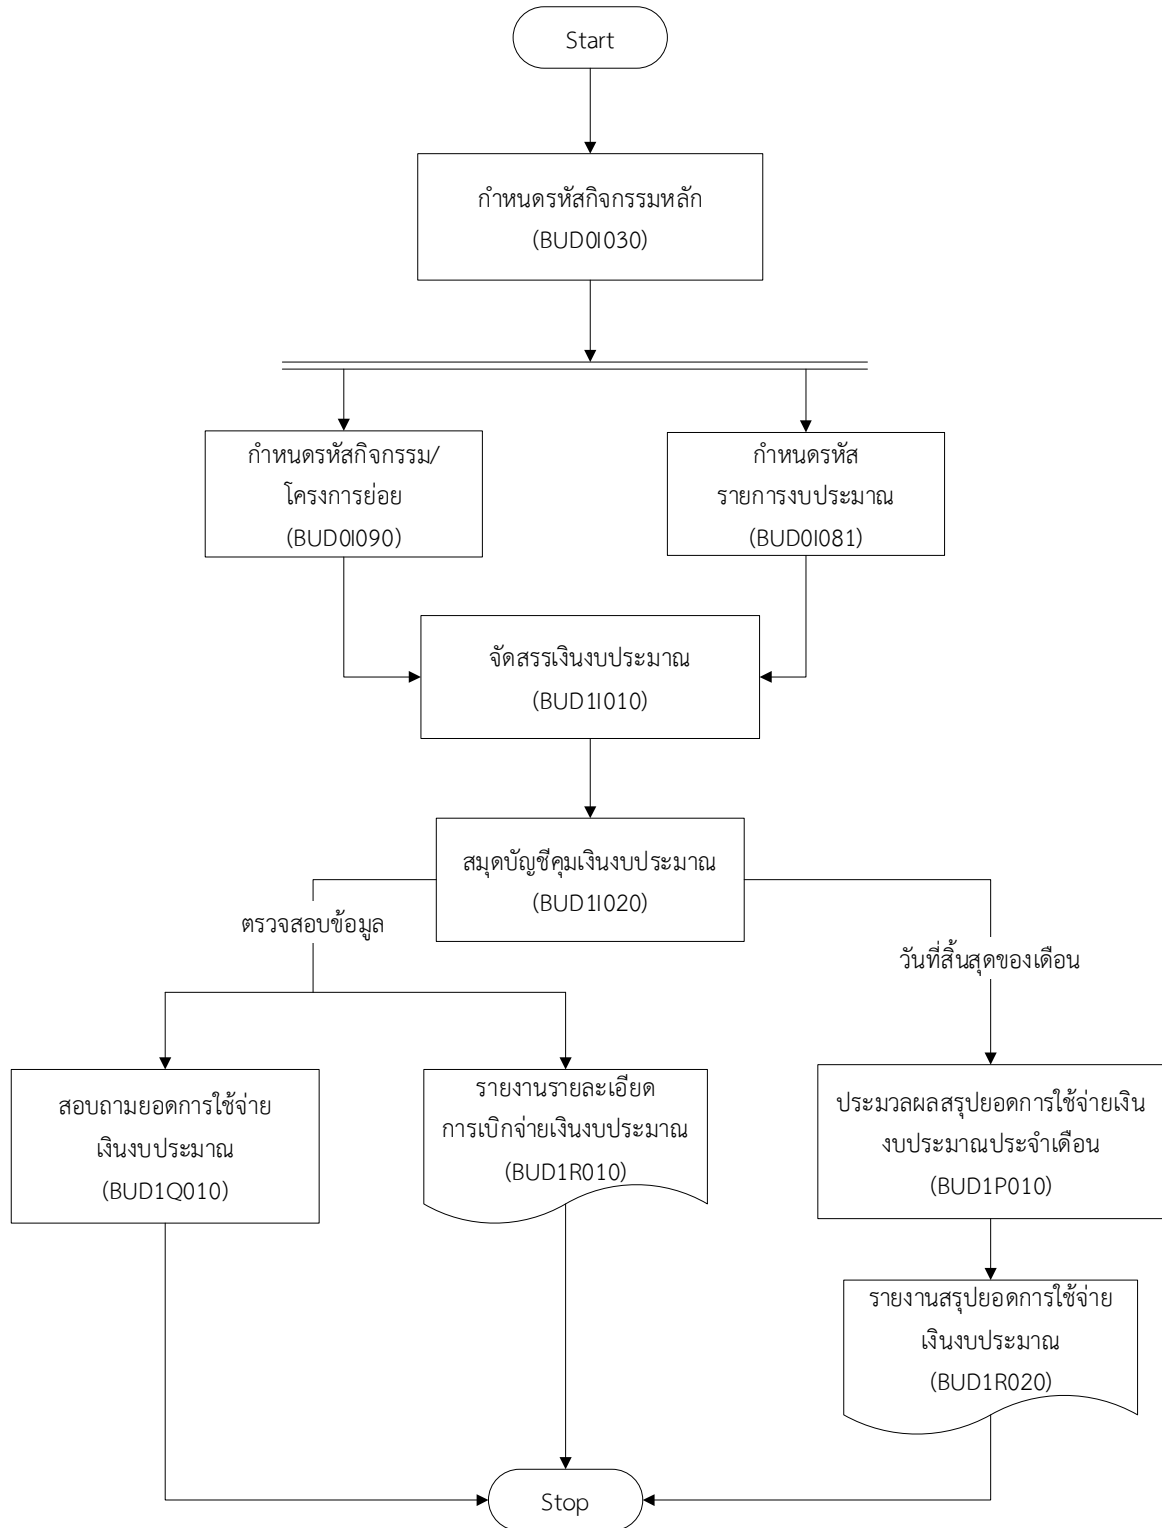 Start
กำหนดรหัสกิจกรรมหลัก
(BUD0I030)
กำหนดรหัสกิจกรรม/
โครงการย่อย
(BUD0I090)
กำหนดรหัส
รายการงบประมาณ
(BUD0I081)
จัดสรรเงินงบประมาณ
(BUD1I010)
สมุดบัญชีคุมเงินงบประมาณ
(BUD1I020)
ตรวจสอบข้อมูล
วันที่สิ้นสุดของเดือน
สอบถามยอดการใช้จ่าย
เงินงบประมาณ
(BUD1Q010)
รายงานรายละเอียด
การเบิกจ่ายเงินงบประมาณ
(BUD1R010)
ประมวลผลสรุปยอดการใช้จ่ายเงิน
งบประมาณประจำเดือน
(BUD1P010)
รายงานสรุปยอดการใช้จ่าย
เงินงบประมาณ
(BUD1R020)
Stop